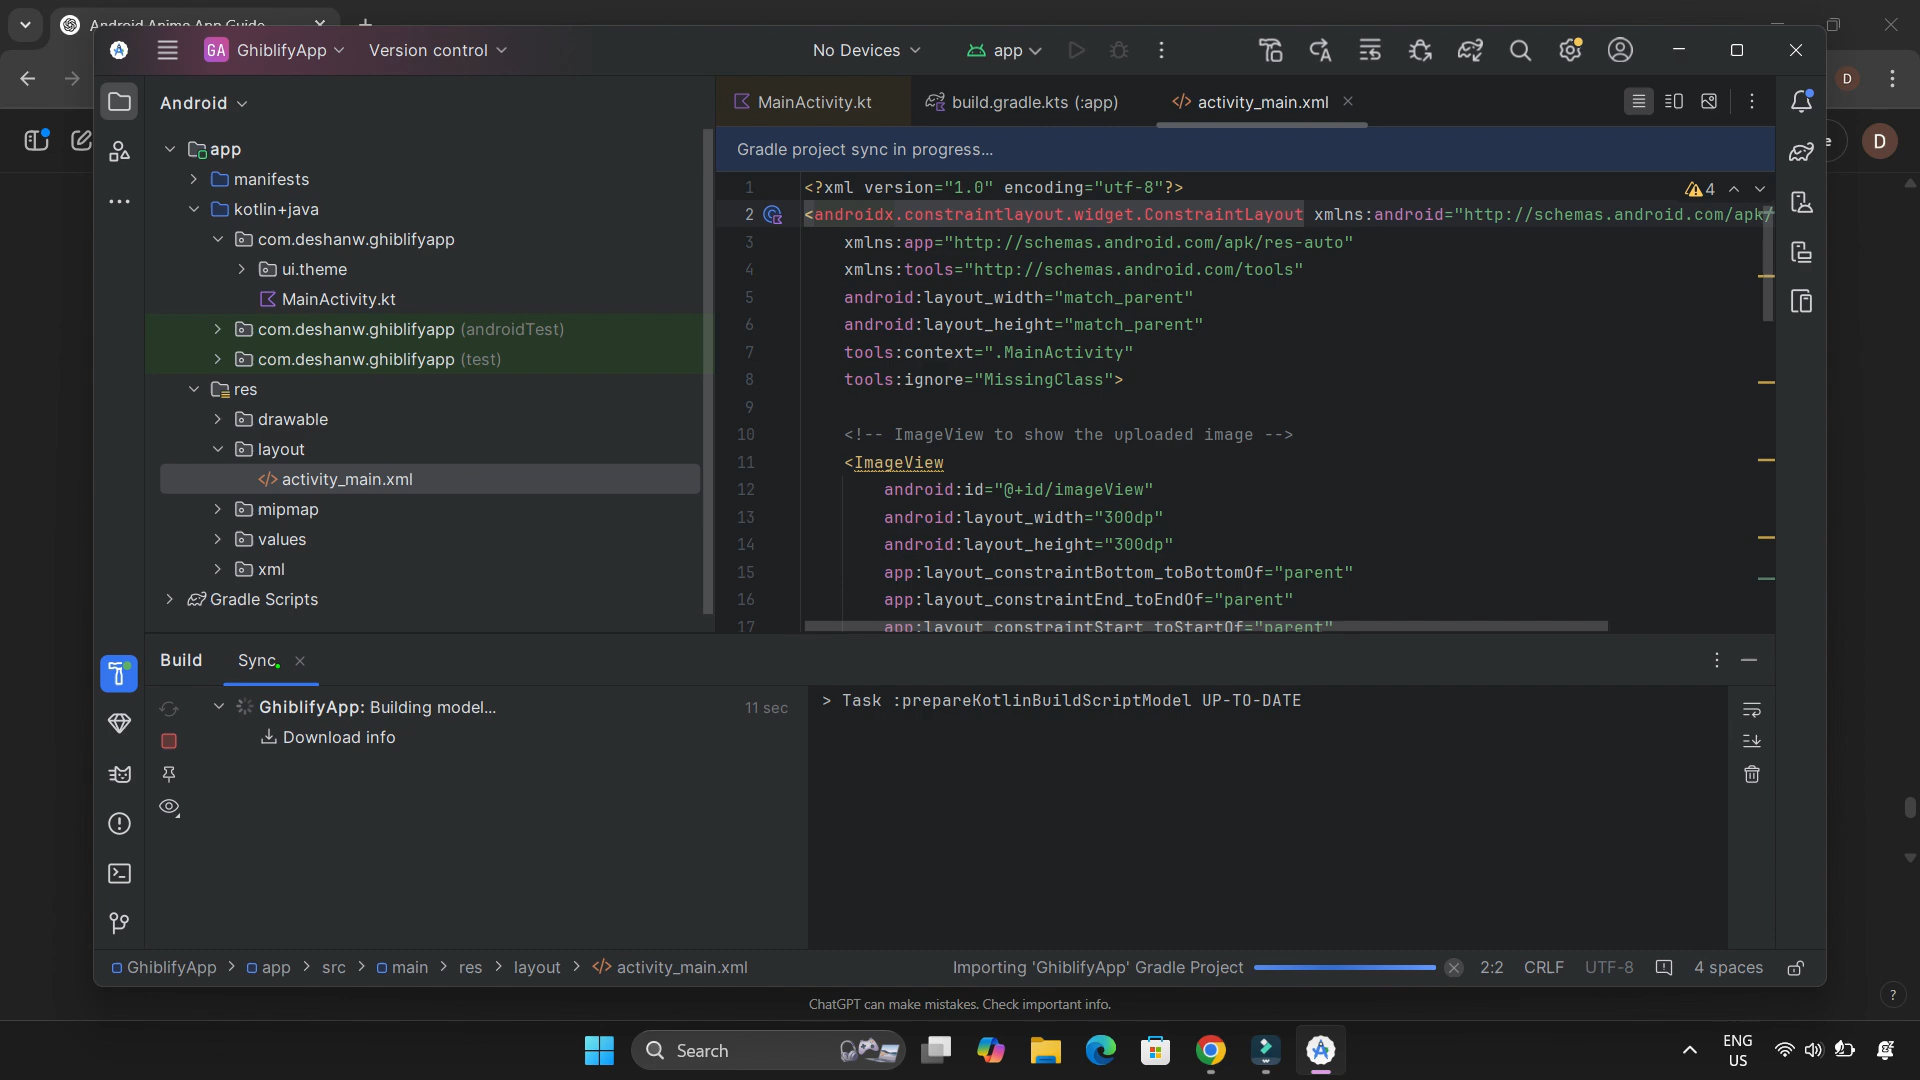 Android Anime App Guide
GA GhiblifyApp
Version control
No Devices
app
D
Android
MainActivity.kt
build.gradle.kts (:app)
activity_main.xml
e
D
Gradle project sync in progress...
app
manifests
kotlin+java
com.deshanw.ghiblifyapp
ui.theme
MainActivity.kt
com.deshanw.ghiblifyapp (androidTest)
com.deshanw.ghiblifyapp (test)
res
drawable
layout
activity_main.xml
mipmap
values
xml
Gradle Scripts
4
1 <?xml version="1.0" encoding="utf-8"?>
2 <androidx.constraintlayout.widget.ConstraintLayout xmlns:android="http://schemas.android.com/apk/
3 xmlns:app="http://schemas.android.com/apk/res-auto"
4 xmlns:tools="http://schemas.android.com/tools"
5 android:layout_width="match_parent"
6 android:layout_height="match_parent"
7 tools:context=".MainActivity"
8 tools:ignore="MissingClass">
9
10 <!-- ImageView to show the uploaded image -->
11 <ImageView
12 android:id="@+id/imageView"
13 android:layout_width="300dp"
14 android:layout_height="300dp"
15 app:layout_constraintBottom_toBottomOf="parent"
16 app:layout_constraintEnd_toEndOf="parent"
17 app:layout_constraintStart_toStartOf="parent"
Build
Sync
GhiblifyApp: Building model...
11 sec
Download info
> Task :prepareKotlinBuildScriptModel UP-TO-DATE
GhiblifyApp > app > src > main > res > layout > activity_main.xml
Importing 'GhiblifyApp' Gradle Project
2:2
CRLF
UTF-8
4 spaces
ChatGPT can make mistakes. Check important info.
?
Search
ENG
US